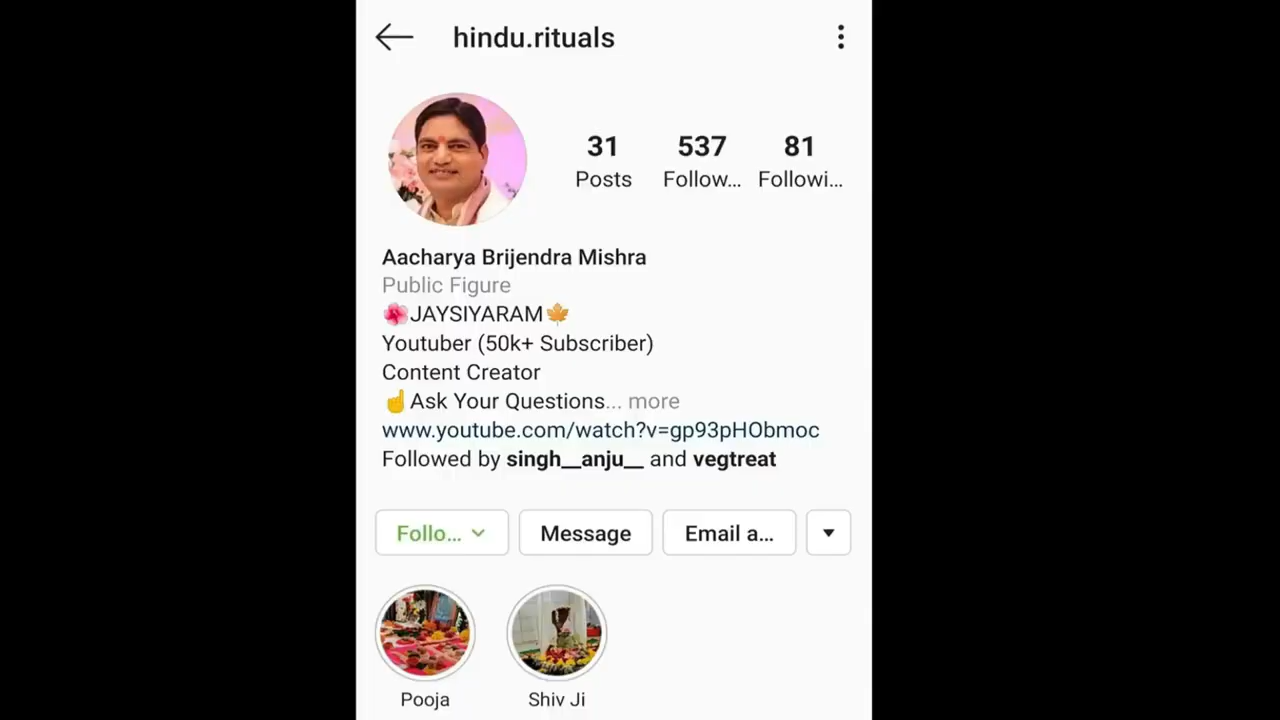 hindu.rituals
31 537 81
Posts Follow... Followi...
Aacharya Brijendra Mishra
Public Figure
🌺JAYSIYARAM🍁
Youtuber (50k+ Subscriber)
Content Creator
☝Ask Your Questions... more
www.youtube.com/watch?v=gp93pHObmoc
Followed by singh__anju__ and vegtreat
Follo... Message Email a...
Pooja Shiv Ji